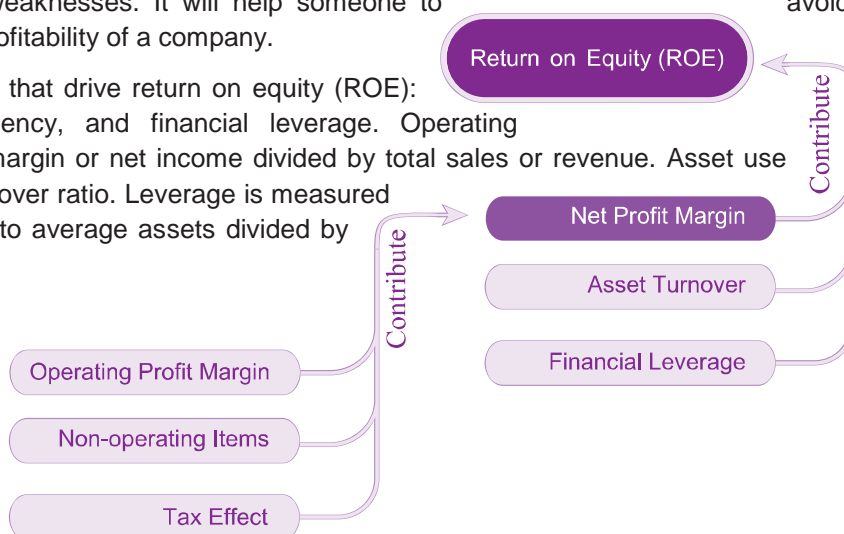 weaknesses. It will help someone to avoid
profitability of a company.
Return on Equity (ROE)
that drive return on equity (ROE):
and financial leverage. Operating
margin or net income divided by total sales or revenue. Asset use
over ratio. Leverage is measured
to average assets divided by
Contribute
Net Profit Margin
Asset Turnover
Financial Leverage
Contribute
Operating Profit Margin
Non-operating Items
Tax Effect